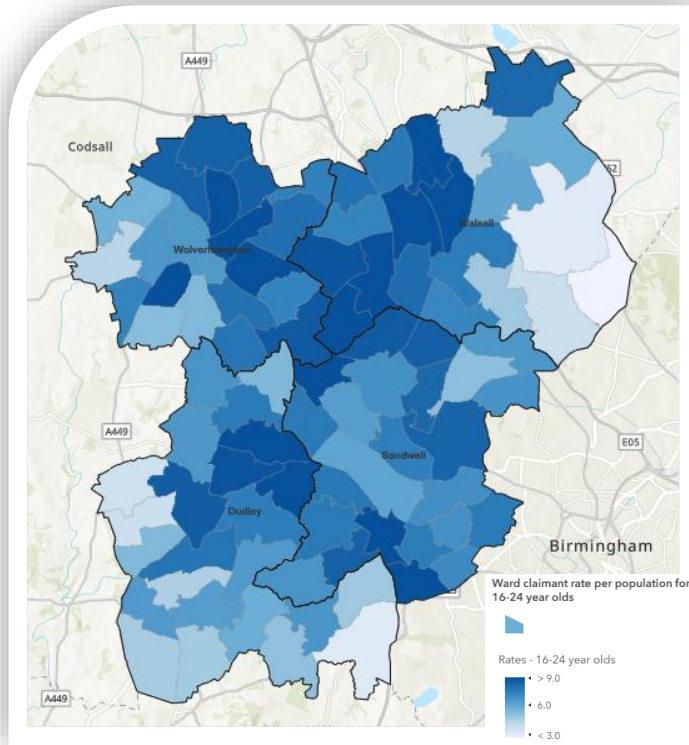 A449
Codsall
52
Walsall
Wolverhampton
A449
E05
Sandwell
Dudley
Birmingham
Ward claimant rate per population for
16-24 year olds
Rates - 16-24 year olds
> 9.0
6.0
< 3.0
A449